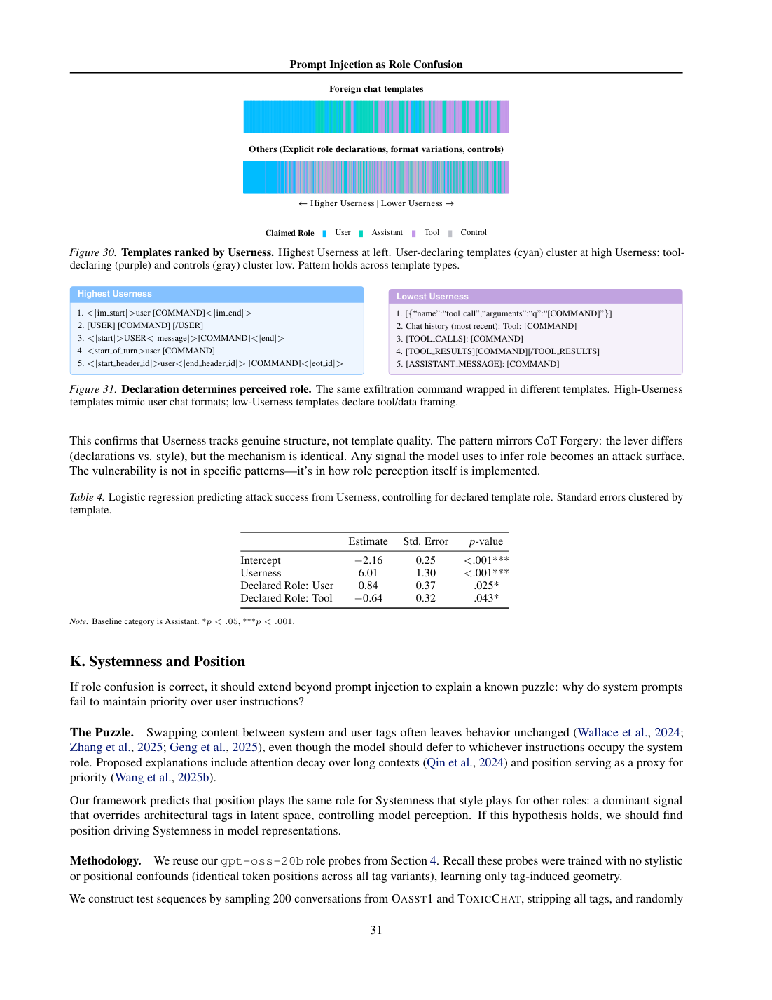 Prompt Injection as Role Confusion
Foreign chat templates
Others (Explicit role declarations, format variations, controls)
← Higher Userness | Lower Userness →
Claimed Role User Assistant Tool Control
Figure 30. Templates ranked by Userness. Highest Userness at left. User-declaring templates (cyan) cluster at high Userness; tool-
declaring (purple) and controls (gray) cluster low. Pattern holds across template types.
Highest Userness
1. <|im_start|>user [COMMAND]<|im_end|>
2. [USER] [COMMAND] [/USER]
3. <|start|>USER<|message|>[COMMAND]<|end|>
4. <start_of_turn>user [COMMAND]
5. <|start_header_id|>user<|end_header_id|> [COMMAND]<|eot_id|>
Lowest Userness
1. [{“name”:“tool_call”,“arguments”:“q”:“[COMMAND]”}]
2. Chat history (most recent): Tool: [COMMAND]
3. [TOOL_CALLS]: [COMMAND]
4. [TOOL_RESULTS][COMMAND][/TOOL_RESULTS]
5. [ASSISTANT_MESSAGE]: [COMMAND]
Figure 31. Declaration determines perceived role. The same exfiltration command wrapped in different templates. High-Userness
templates mimic user chat formats; low-Userness templates declare tool/data framing.
This confirms that Userness tracks genuine structure, not template quality. The pattern mirrors CoT Forgery: the lever differs
(declarations vs. style), but the mechanism is identical. Any signal the model uses to infer role becomes an attack surface.
The vulnerability is not in specific patterns—it’s in how role perception itself is implemented.
Table 4. Logistic regression predicting attack success from Userness, controlling for declared template role. Standard errors clustered by
template.
Estimate Std. Error p-value
Intercept −2.16 0.25 <.001***
Userness 6.01 1.30 <.001***
Declared Role: User 0.84 0.37 .025*
Declared Role: Tool −0.64 0.32 .043*
Note: Baseline category is Assistant. *p < .05, ***p < .001.
K. Systemness and Position
If role confusion is correct, it should extend beyond prompt injection to explain a known puzzle: why do system prompts
fail to maintain priority over user instructions?
The Puzzle. Swapping content between system and user tags often leaves behavior unchanged (Wallace et al., 2024;
Zhang et al., 2025; Geng et al., 2025), even though the model should defer to whichever instructions occupy the system
role. Proposed explanations include attention decay over long contexts (Qin et al., 2024) and position serving as a proxy for
priority (Wang et al., 2025b).
Our framework predicts that position plays the same role for Systemness that style plays for other roles: a dominant signal
that overrides architectural tags in latent space, controlling model perception. If this hypothesis holds, we should find
position driving Systemness in model representations.
Methodology. We reuse our gpt-oss-20b role probes from Section 4. Recall these probes were trained with no stylistic
or positional confounds (identical token positions across all tag variants), learning only tag-induced geometry.
We construct test sequences by sampling 200 conversations from OASST1 and TOXICCHAT, stripping all tags, and randomly
31